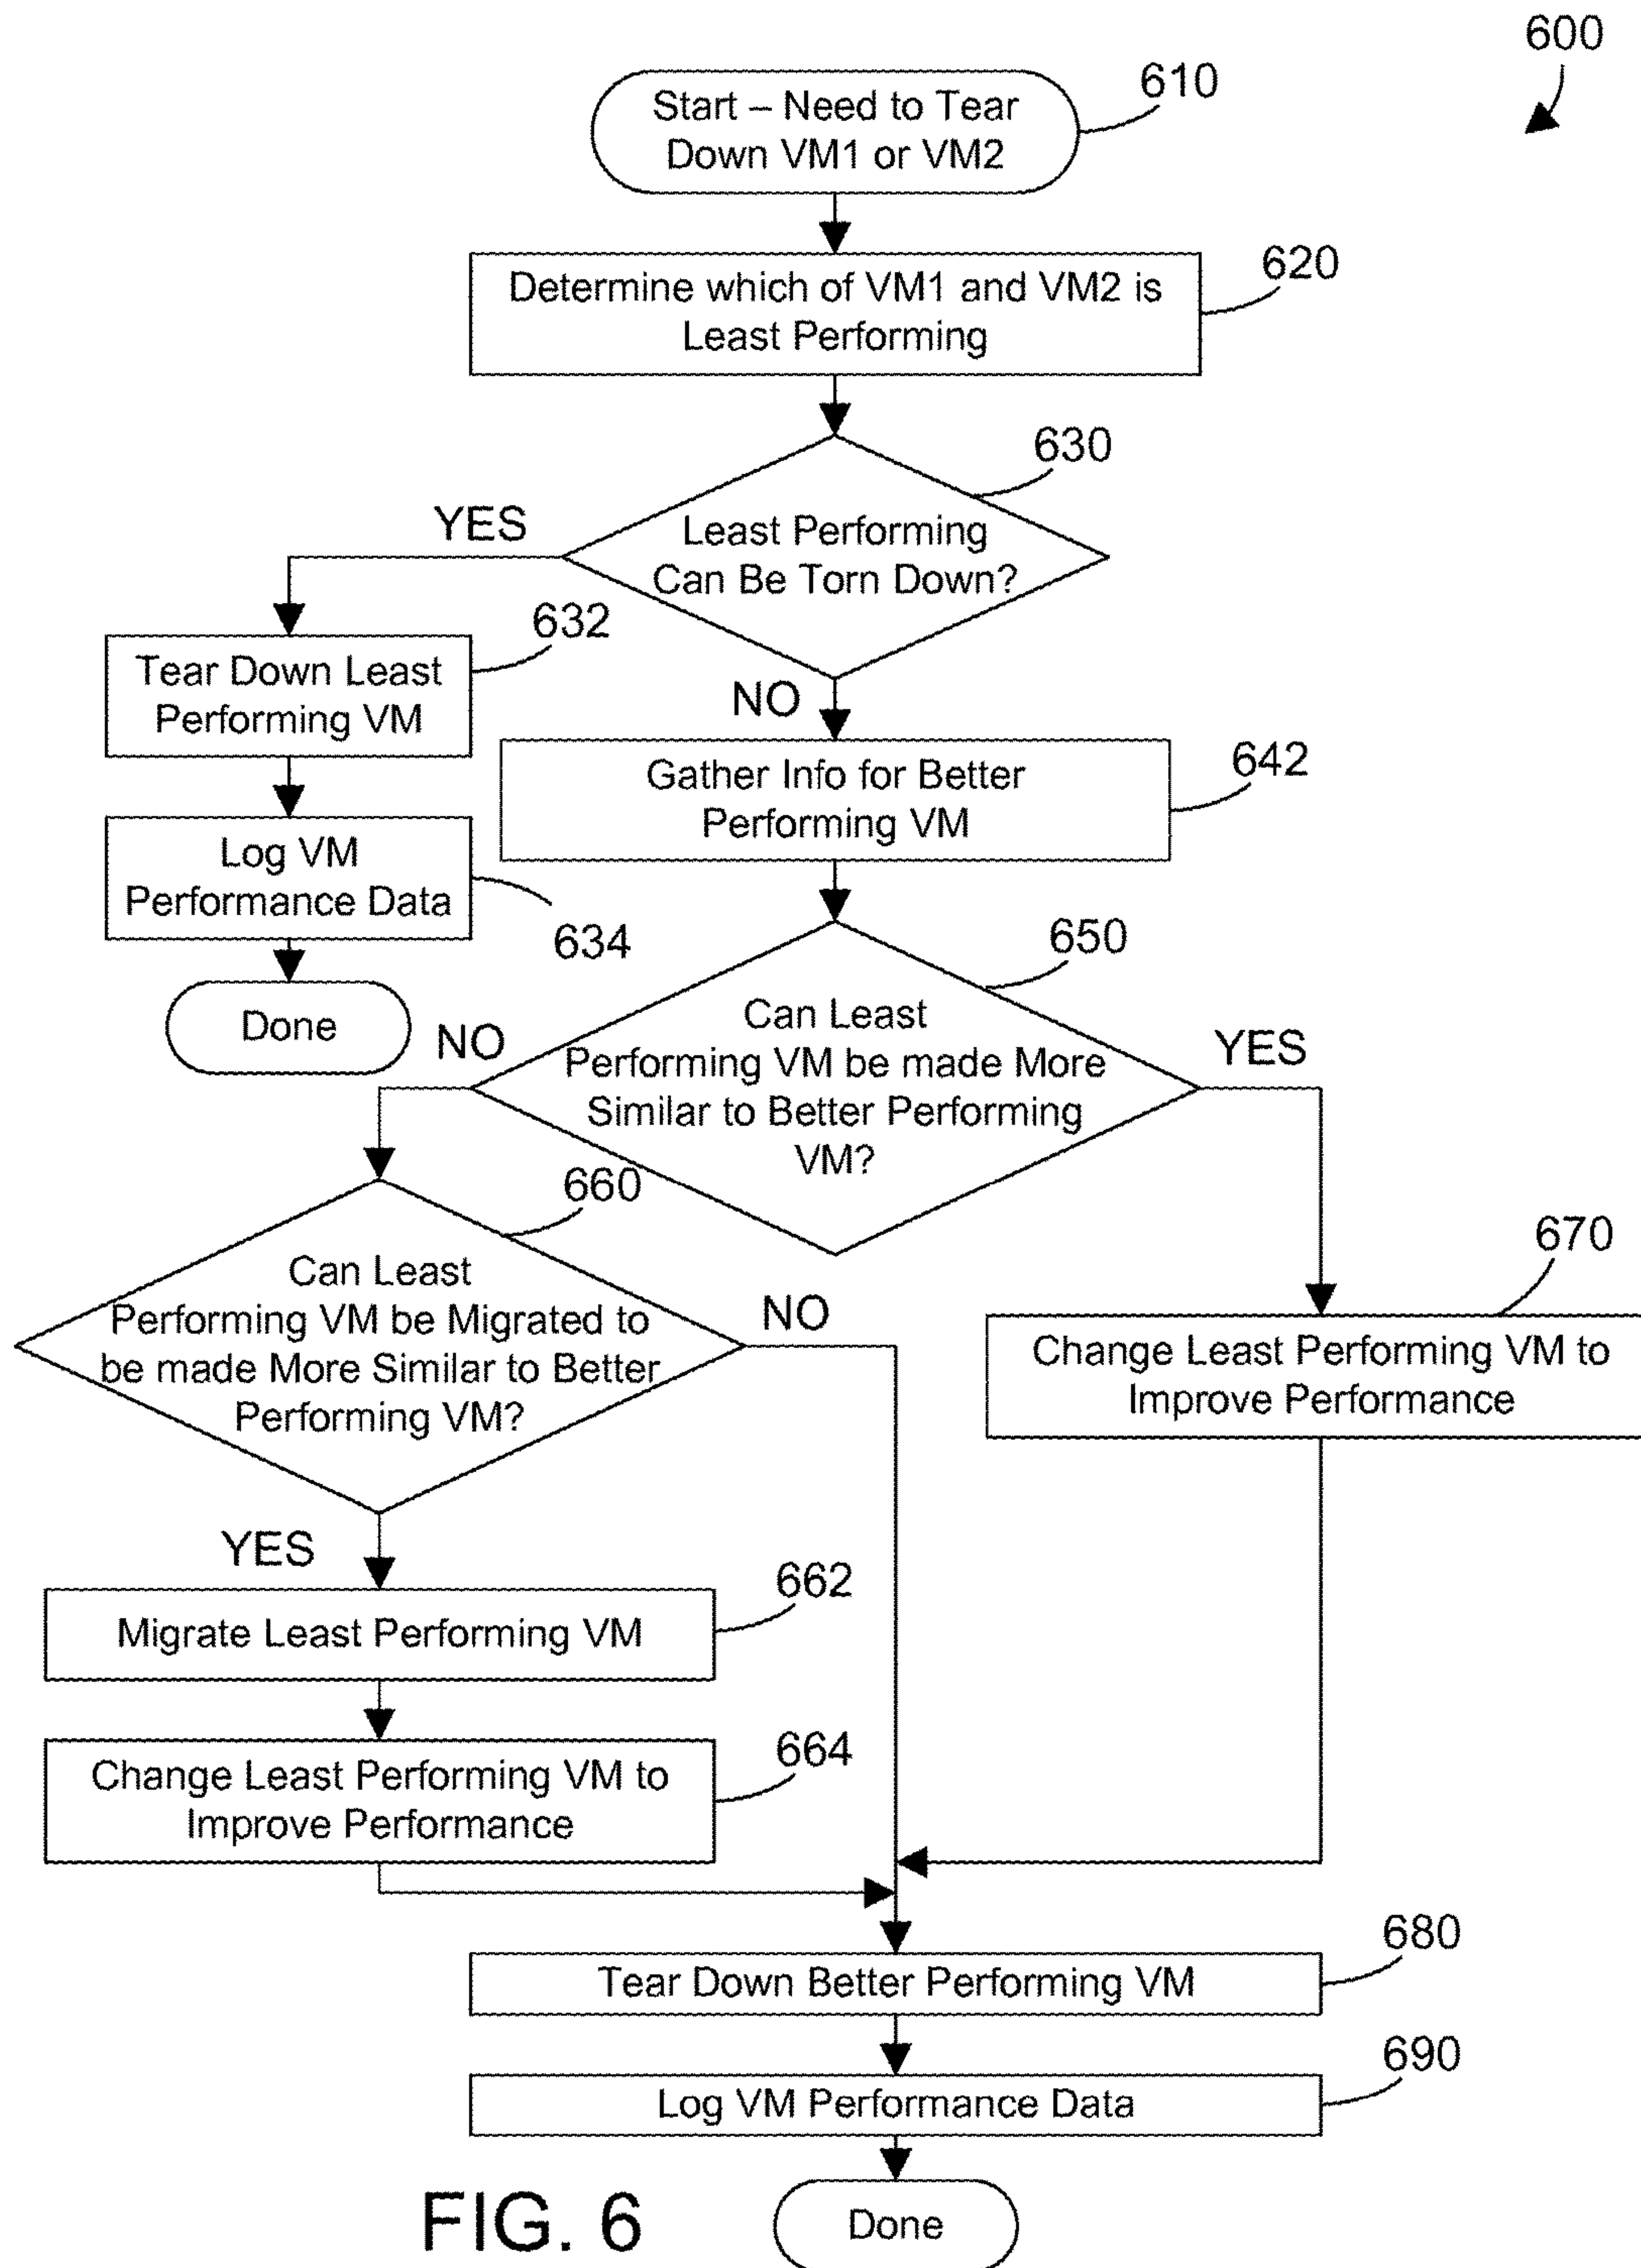 600
Start – Need to Tear
Down VM1 or VM2
610
Determine which of VM1 and VM2 is
Least Performing
620
630
Least Performing
Can Be Torn Down?
YES
NO
632
Tear Down Least
Performing VM
Gather Info for Better
Performing VM
642
Log VM
Performance Data
634
Done
650
Can Least
Performing VM be made More
Similar to Better Performing
VM?
NO
YES
660
Can Least
Performing VM be Migrated to
be made More Similar to Better
Performing VM?
NO
YES
670
Change Least Performing VM to
Improve Performance
662
Migrate Least Performing VM
664
Change Least Performing VM to
Improve Performance
680
Tear Down Better Performing VM
690
Log VM Performance Data
Done
FIG. 6